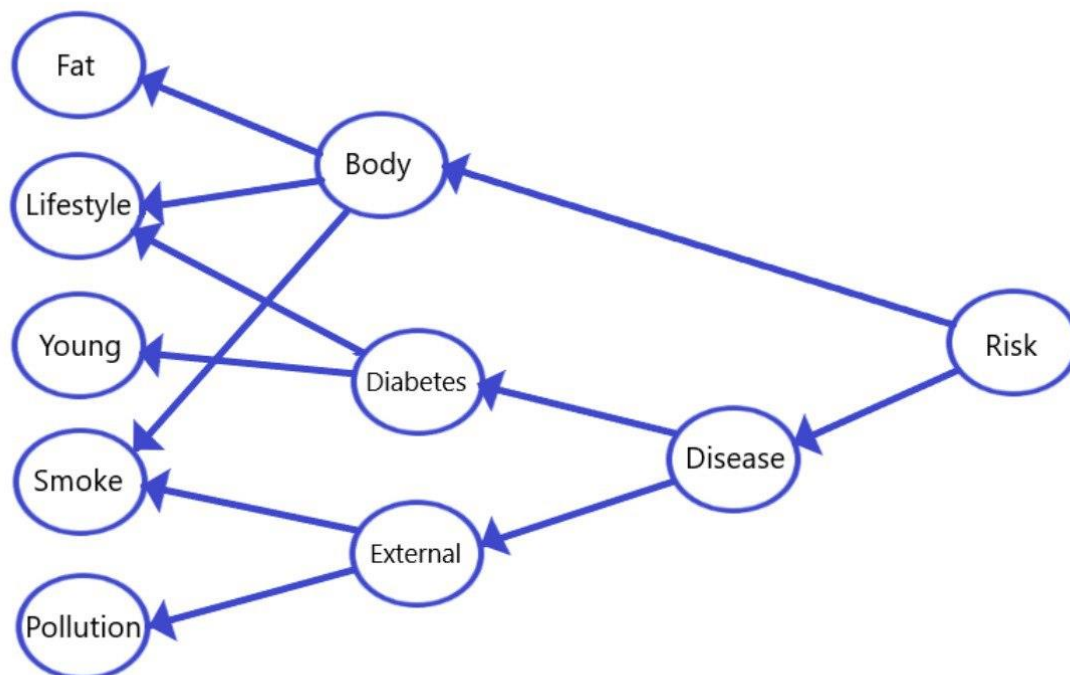 Fat
Body
Lifestyle
Young
Diabetes
Risk
Disease
Smoke
External
Pollution